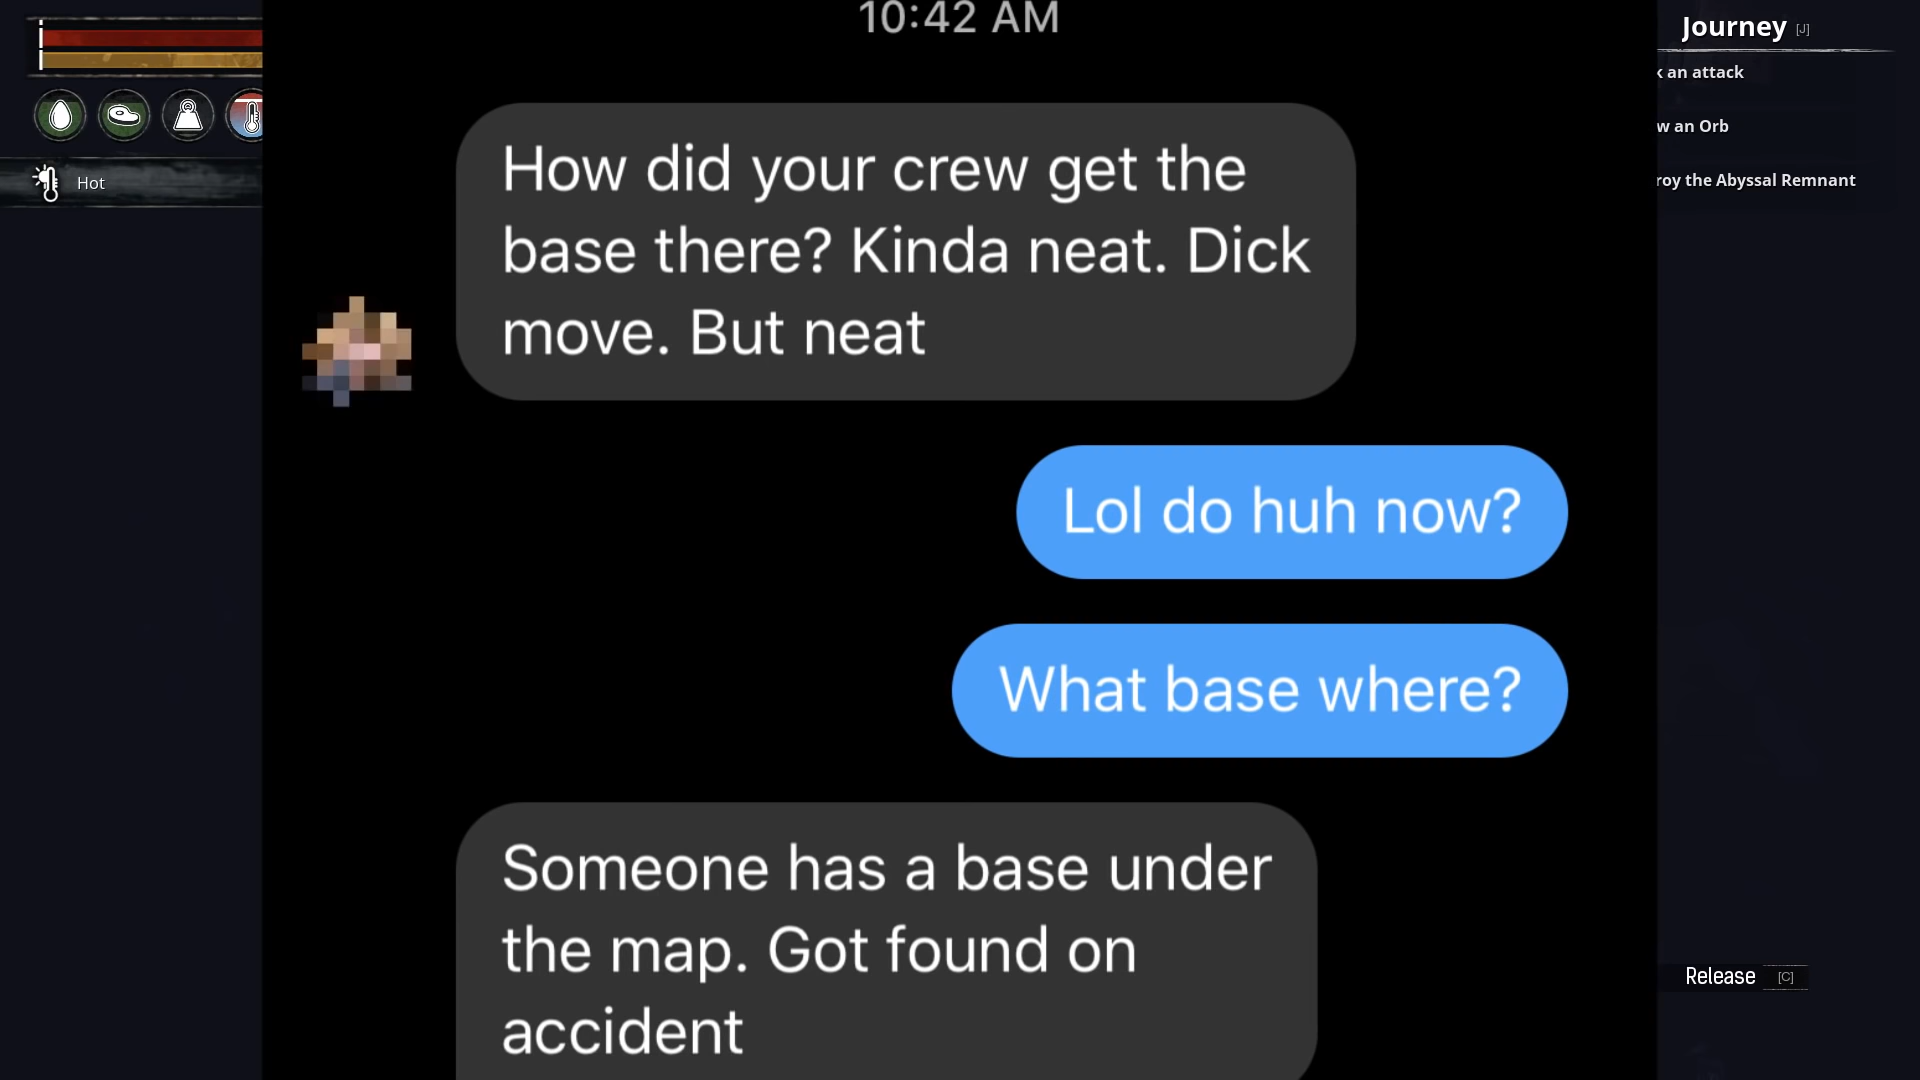 10:42 AM
Journey [J]
k an attack
w an Orb
roy the Abyssal Remnant
Hot
How did your crew get the
base there? Kinda neat. Dick
move. But neat
Lol do huh now?
What base where?
Someone has a base under
the map. Got found on
accident
Release [C]